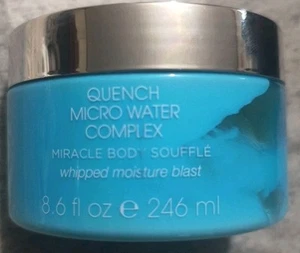 QUENCH
MICRO WATER
COMPLEX
MIRACLE BODY SOUFFLÉ
whipped moisture blast
8.6 fl oz e 246 ml